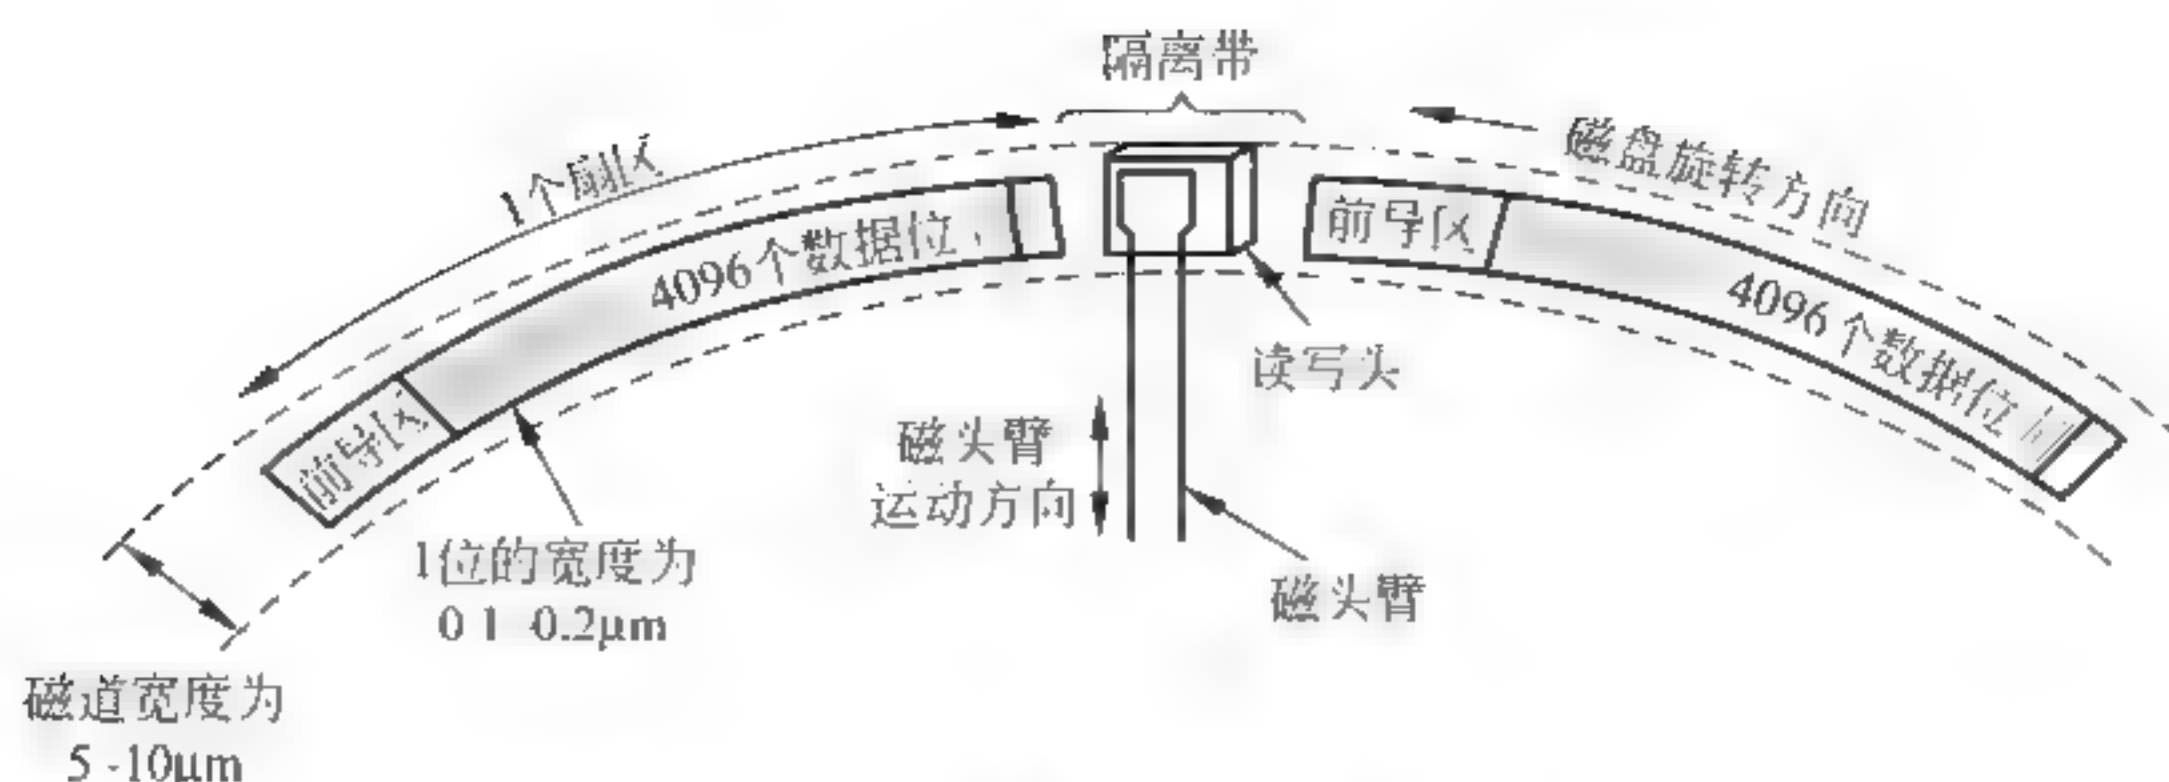 隔离带
1个扇区
磁盘旋转方向
4096个数据位
前导区
4096个数据位
读写头
前导区
磁头臂
运动方向
1位的宽度为
0 1 0.2μm
磁头臂
磁道宽度为
5 -10μm